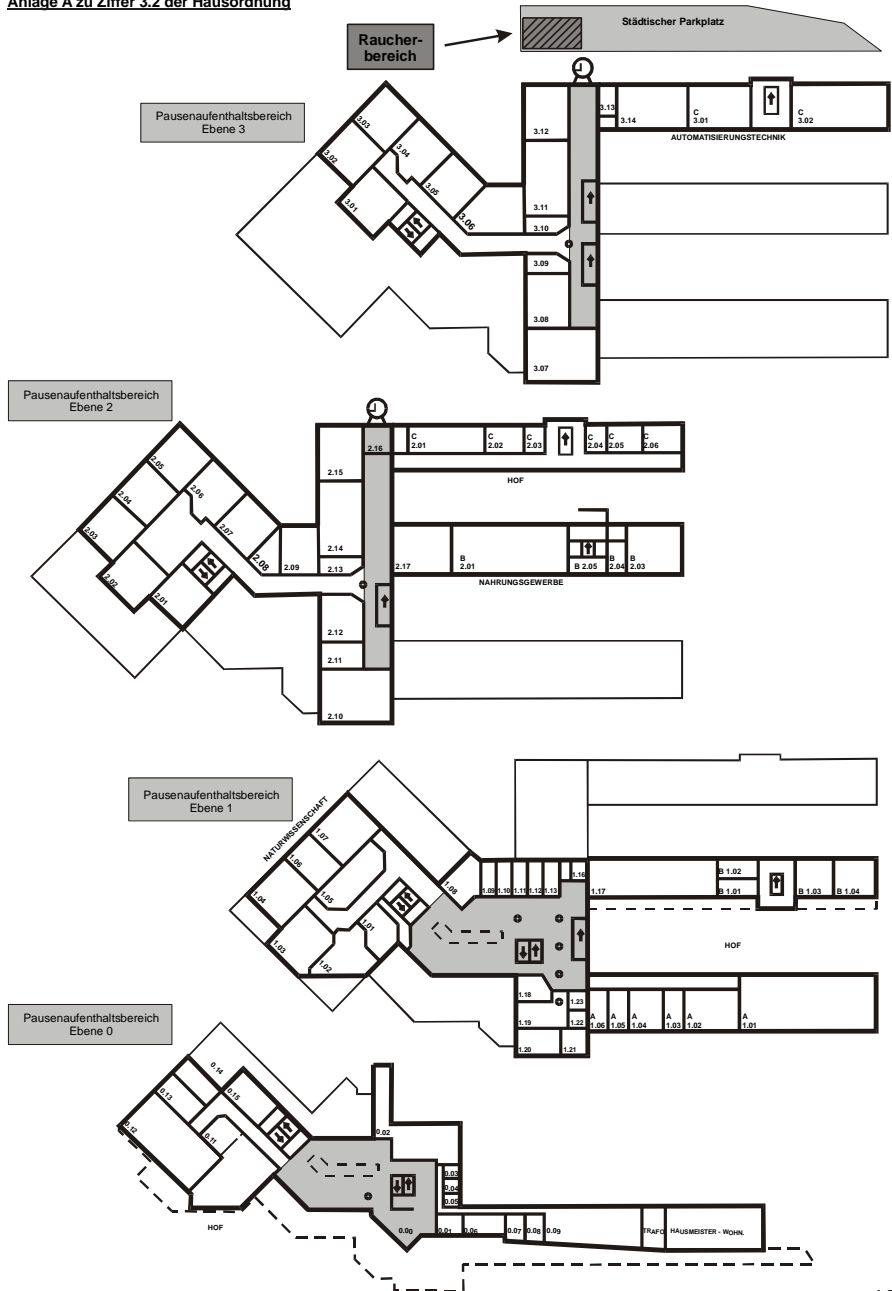 Anlage A zu Ziffer 3.2 der Hausordnung
Städtischer Parkplatz
Raucher-
bereich
Pausenaufenthaltsbereich
Ebene 3
3.03
3.02
3.04
3.01
3.05
3.06
3.12
3.11
3.10
3.09
3.08
3.07
3.13
3.14
C
3.01
C
3.02
AUTOMATISIERUNGSTECHNIK
Pausenaufenthaltsbereich
Ebene 2
2.05
2.04
2.06
2.03
2.07
2.02
2.01
2.08
2.09
2.16
2.15
2.14
2.13
2.12
2.11
2.10
C
2.01
C
2.02
C
2.03
C
2.04
C
2.05
C
2.06
HOF
2.17
B
2.01
B 2.05
B
2.04
B
2.03
NAHRUNGSGEWERBE
Pausenaufenthaltsbereich
Ebene 1
NATURWISSENSCHAFT
1.07
1.06
1.05
1.04
1.03
1.02
1.01
1.08
1.09
1.10
1.11
1.12
1.13
1.16
1.17
B 1.02
B 1.01
B 1.03
B 1.04
HOF
1.18
1.19
1.20
1.21
1.22
1.23
A
1.06
A
1.05
A
1.04
A
1.03
A
1.02
A
1.01
Pausenaufenthaltsbereich
Ebene 0
0.14
0.13
0.15
0.12
0.11
HOF
0.02
0.03
0.04
0.05
0.00
0.01
0.06
0.07
0.08
0.09
TRAFO
HAUSMEISTER - WOHN.